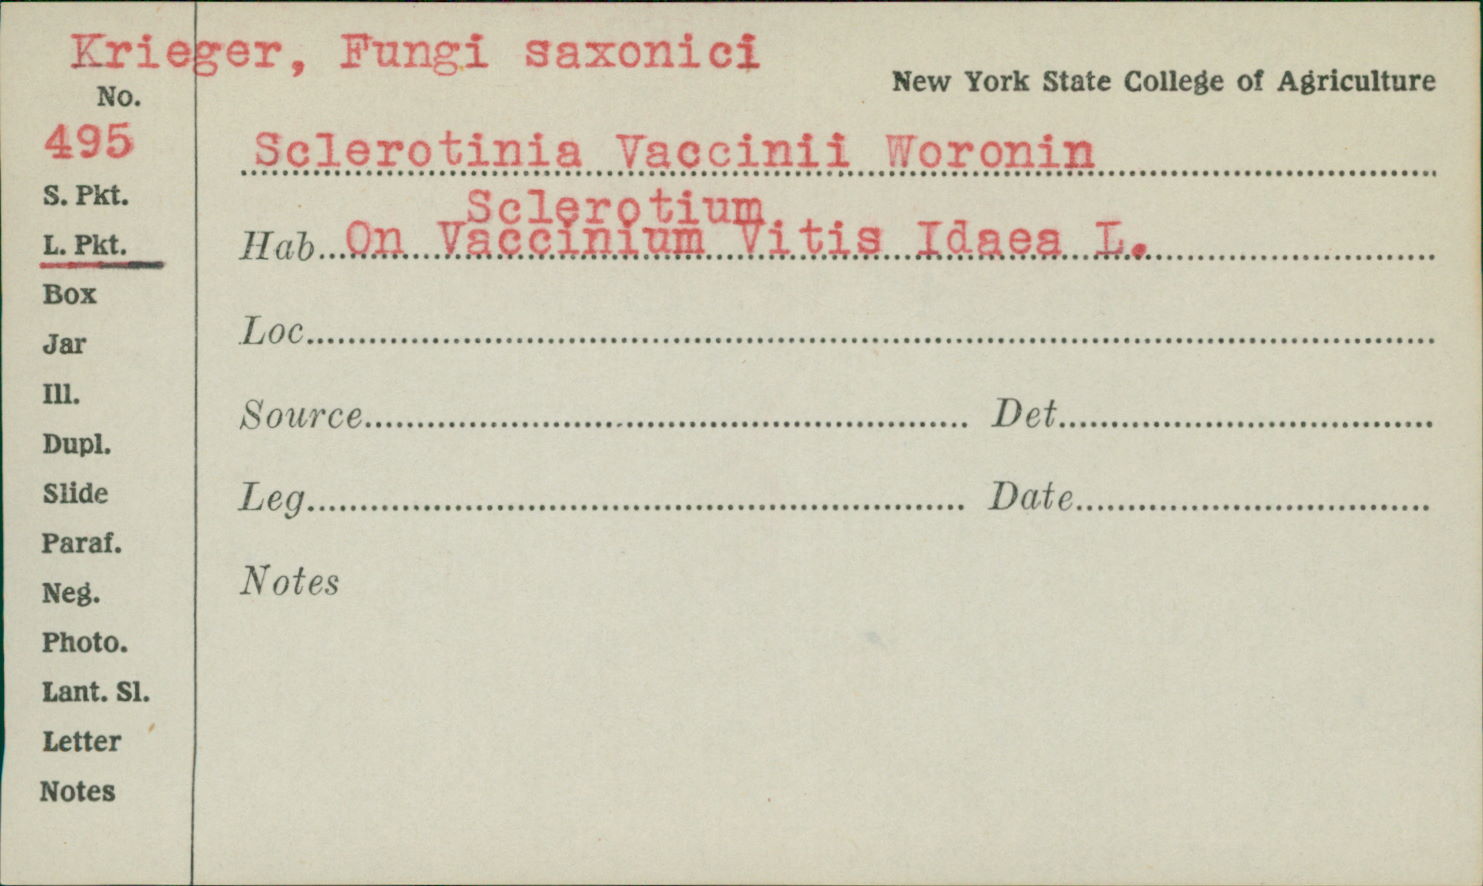 Krieger, Fungi saxonici
New York State College of Agriculture
No.
495
Sclerotinia Vaccinii Woronin
Sclerotium
Hab. On Vaccinium Vitis Idaea L.
Loc.
Source
Det.
Leg.
Date
Notes
S. Pkt.
L. Pkt.
Box
Jar
Ill.
Dupl.
Slide
Paraf.
Neg.
Photo.
Lant. Sl.
Letter
Notes